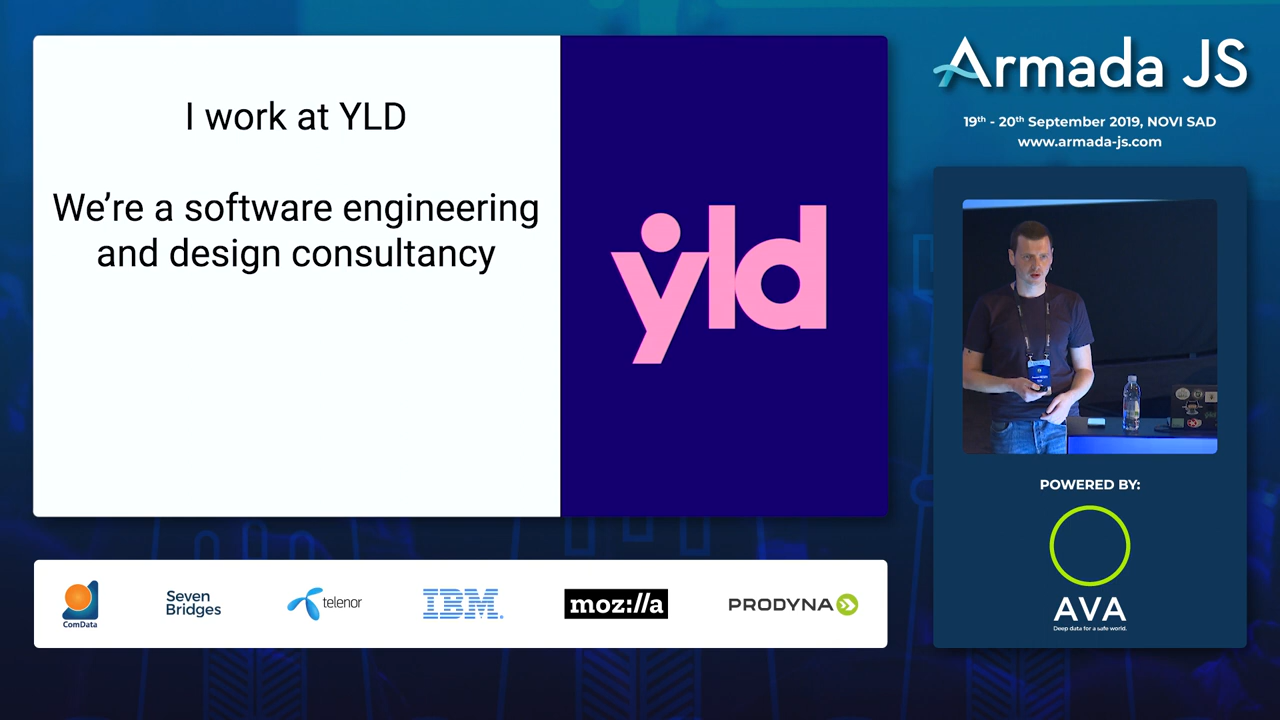 I work at YLD
We’re a software engineering
and design consultancy
yld
Armada JS
19th - 20th September 2019, NOVI SAD
www.armada-js.com
POWERED BY:
AVA
Deep data for a safe world.
ComData
Seven
Bridges
telenor
IBM
moz://a
PRODYNA